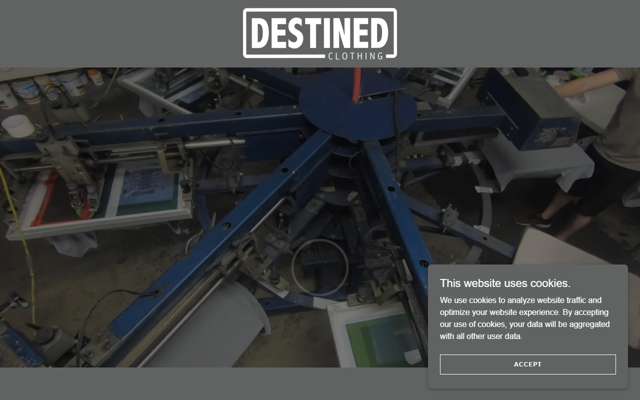 DESTINED
CLOTHING
This website uses cookies.
We use cookies to analyze website traffic and
optimize your website experience. By accepting
our use of cookies, your data will be aggregated
with all other user data.
ACCEPT